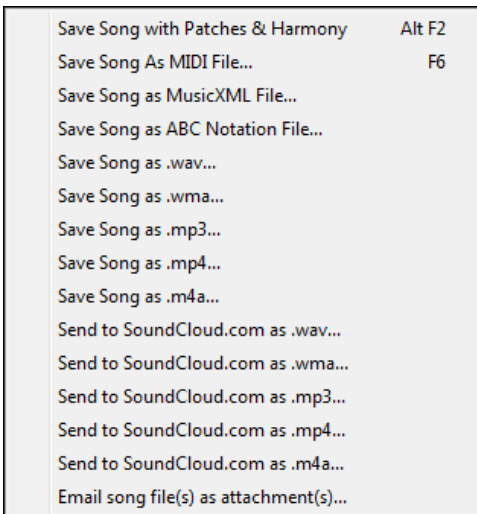 Save Song with Patches & Harmony Alt F2
Save Song As MIDI File... F6
Save Song as MusicXML File...
Save Song as ABC Notation File...
Save Song as .wav...
Save Song as .wma...
Save Song as .mp3...
Save Song as .mp4...
Save Song as .m4a...
Send to SoundCloud.com as .wav...
Send to SoundCloud.com as .wma...
Send to SoundCloud.com as .mp3...
Send to SoundCloud.com as .mp4...
Send to SoundCloud.com as .m4a...
Email song file(s) as attachment(s)...